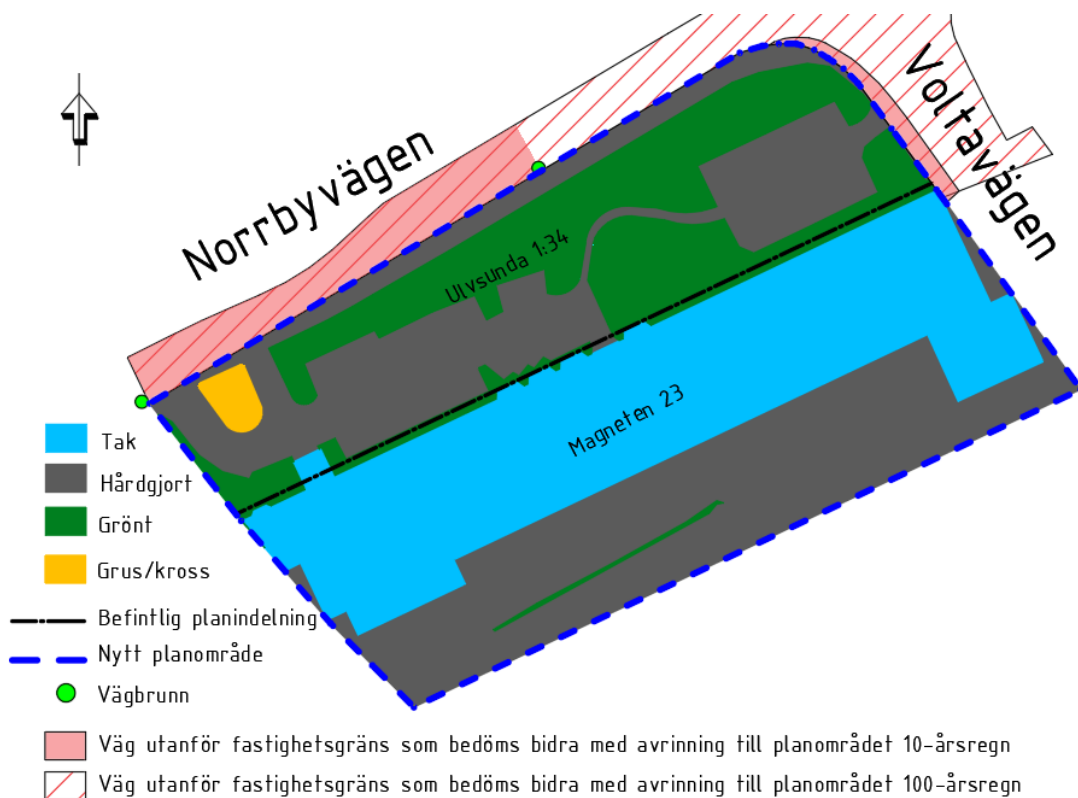 Norrbyvägen
Voltavägen
Ulvsunda 1:34
Magneten 23
Tak
Hårdgjort
Grönt
Grus/kross
Befintlig planindelning
Nytt planområde
Vägbrunn
Väg utanför fastighetsgräns som bedöms bidra med avrinning till planområdet 10-årsregn
Väg utanför fastighetsgräns som bedöms bidra med avrinning till planområdet 100-årsregn